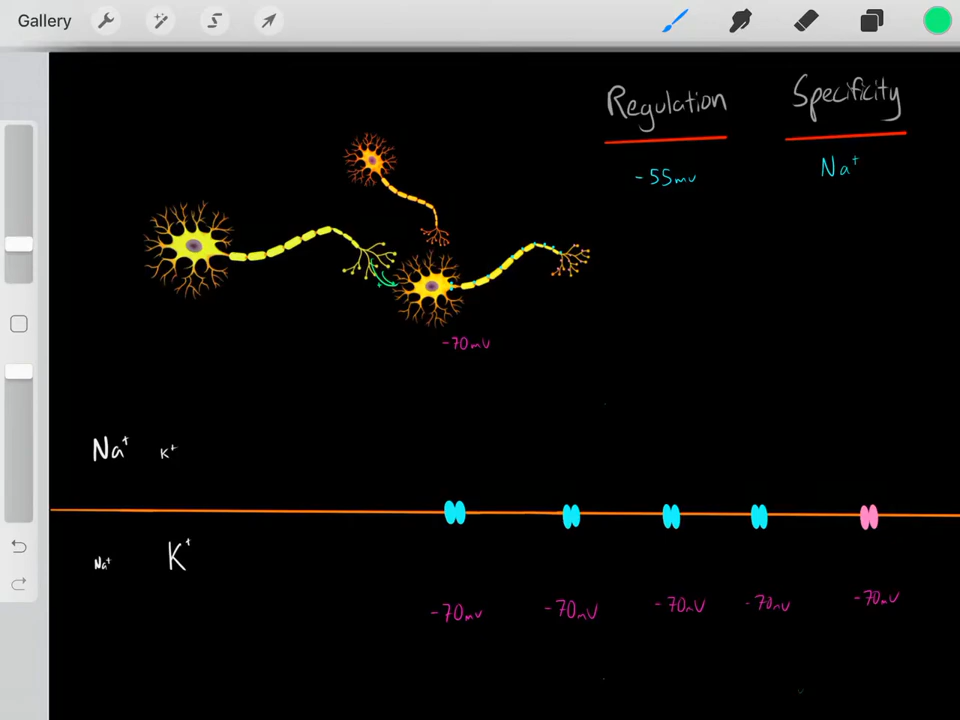 Gallery
Regulation
Specificity
-55mv
Na⁺
-70mV
Na⁺ K⁺
Na⁺ K⁺
-70mv -70mV -70mV -70mV -70mV